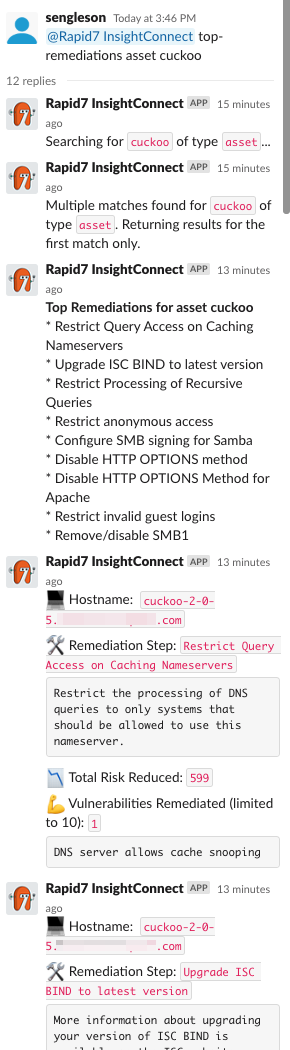 sengleson Today at 3:46 PM
@Rapid7 InsightConnect top-
remediations asset cuckoo
12 replies
Rapid7 InsightConnect APP 15 minutes
ago
Searching for cuckoo of type asset...
Rapid7 InsightConnect APP 15 minutes
ago
Multiple matches found for cuckoo of
type asset. Returning results for the
first match only.
Rapid7 InsightConnect APP 13 minutes
ago
Top Remediations for asset cuckoo
* Restrict Query Access on Caching
Nameservers
* Upgrade ISC BIND to latest version
* Restrict Processing of Recursive
Queries
* Restrict anonymous access
* Configure SMB signing for Samba
* Disable HTTP OPTIONS method
* Disable HTTP OPTIONS Method for
Apache
* Restrict invalid guest logins
* Remove/disable SMB1
Rapid7 InsightConnect APP 13 minutes
ago
Hostname: cuckoo-2-0-
5. .com
Remediation Step: Restrict Query
Access on Caching Nameservers
Restrict the processing of DNS
queries to only systems that
should be allowed to use this
nameserver.
Total Risk Reduced: 599
Vulnerabilities Remediated (limited
to 10): 1
DNS server allows cache snooping
Rapid7 InsightConnect APP 13 minutes
ago
Hostname: cuckoo-2-0-
5. .com
Remediation Step: Upgrade ISC
BIND to latest version
More information about upgrading
your version of ISC BIND is